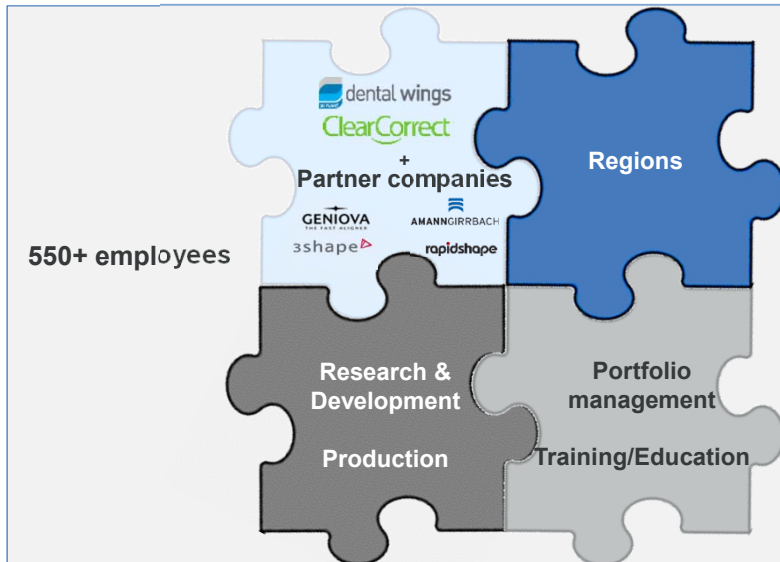 dental wings
ClearCorrect
+
Partner companies
GENIOVA
THE FAST ALIGNER
AMANNGIRRBACH
3shape
rapidshape
Regions
550+ employees
Research &
Development
Production
Portfolio
management
Training/Education